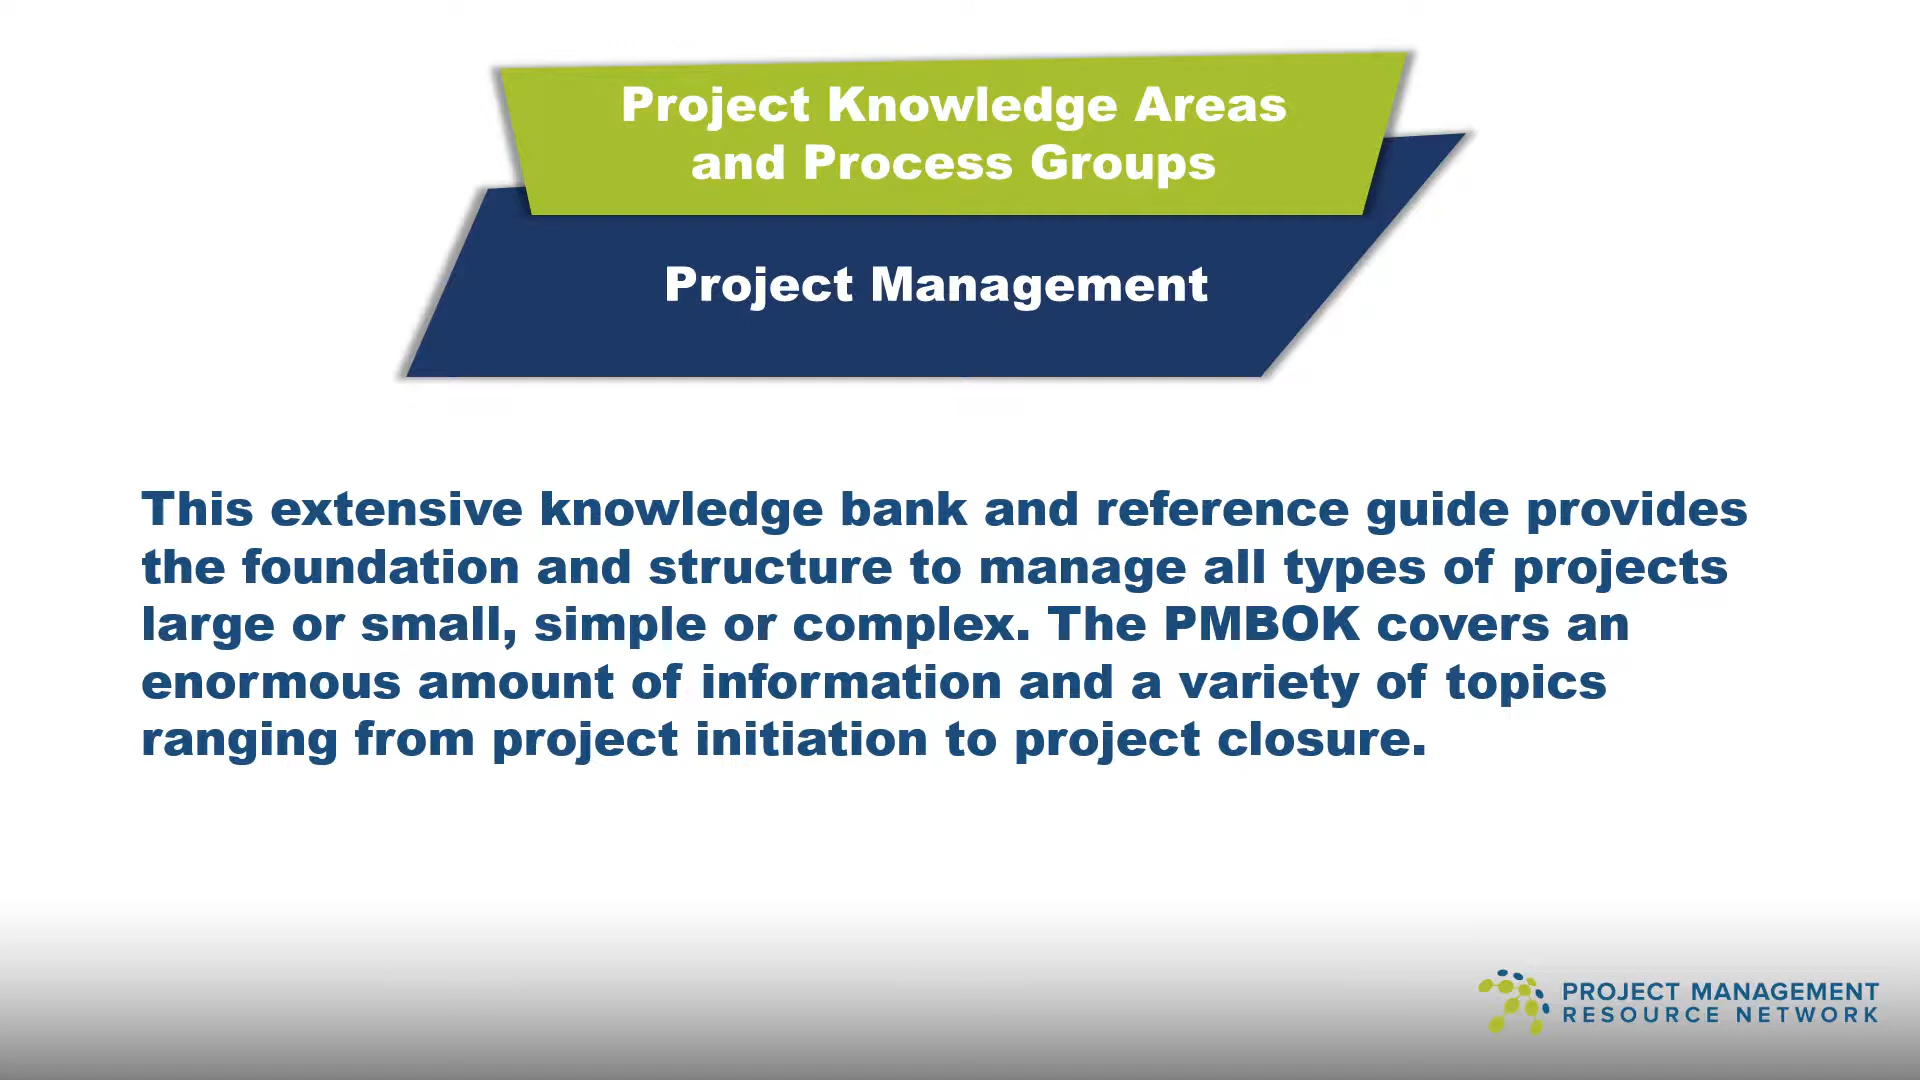 Project Knowledge Areas
and Process Groups
Project Management
This extensive knowledge bank and reference guide provides
the foundation and structure to manage all types of projects
large or small, simple or complex. The PMBOK covers an
enormous amount of information and a variety of topics
ranging from project initiation to project closure.
PROJECT MANAGEMENT
RESOURCE NETWORK